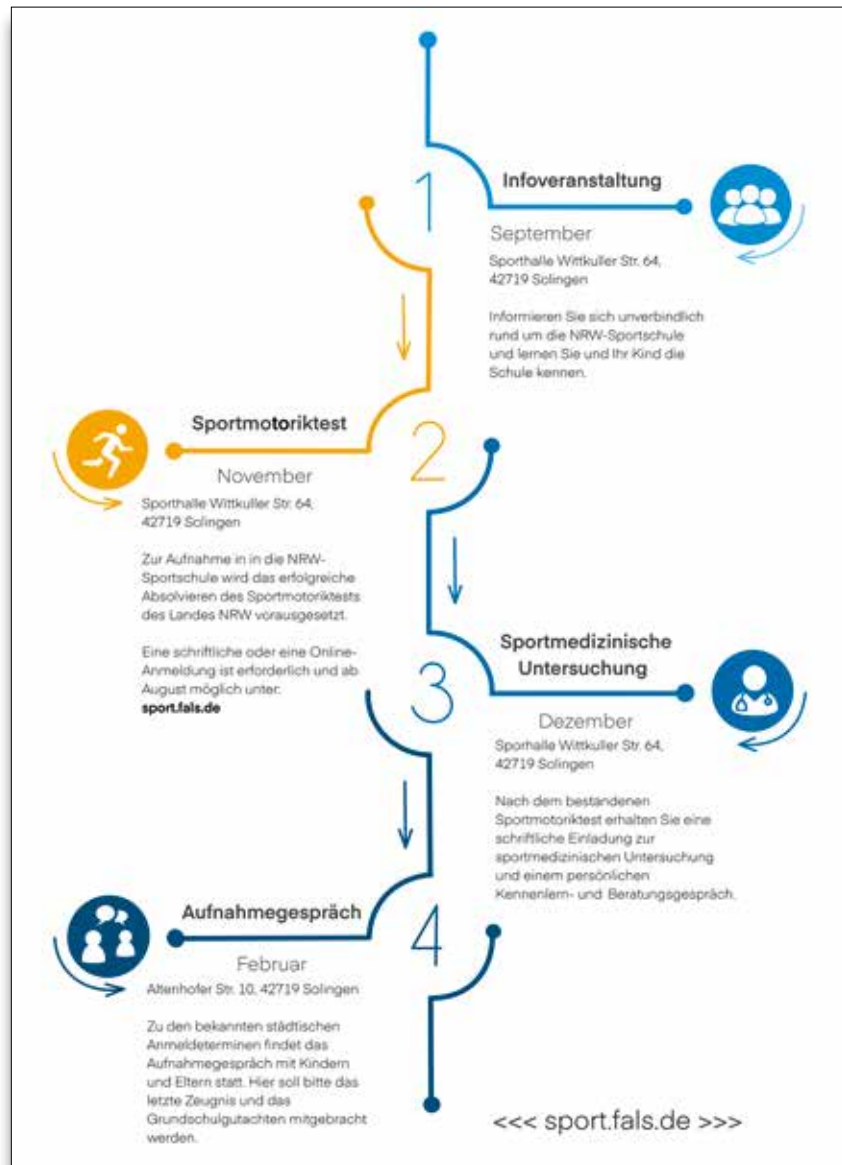 1
Infoveranstaltung
September
Sporthalle Wittkuller Str. 64,
42719 Solingen
Informieren Sie sich unverbindlich
rund um die NRW-Sportschule
und lernen Sie und Ihr Kind die
Schule kennen.
2
Sportmotoriktest
November
Sporthalle Wittkuller Str. 64,
42719 Solingen
Zur Aufnahme in in die NRW-
Sportschule wird das erfolgreiche
Absolvieren des Sportmotoriktests
des Landes NRW vorausgesetzt.
Eine schriftliche oder eine Online-
Anmeldung ist erforderlich und ab
August möglich unter:
sport.fals.de
3
Sportmedizinische
Untersuchung
Dezember
Sporhalle Wittkuller Str. 64,
42719 Solingen
Nach dem bestandenen
Sportmotoriktest erhalten Sie eine
schriftliche Einladung zur
sportmedizinischen Untersuchung
und einem persönlichen
Kennenlern- und Beratungsgespräch.
4
Aufnahmegespräch
Februar
Altenhofer Str. 10, 42719 Solingen
Zu den bekannten städtischen
Anmeldeterminen findet das
Aufnahmegespräch mit Kindern
und Eltern statt. Hier soll bitte das
letzte Zeugnis und das
Grundschulgutachten mitgebracht
werden.
<<< sport.fals.de >>>